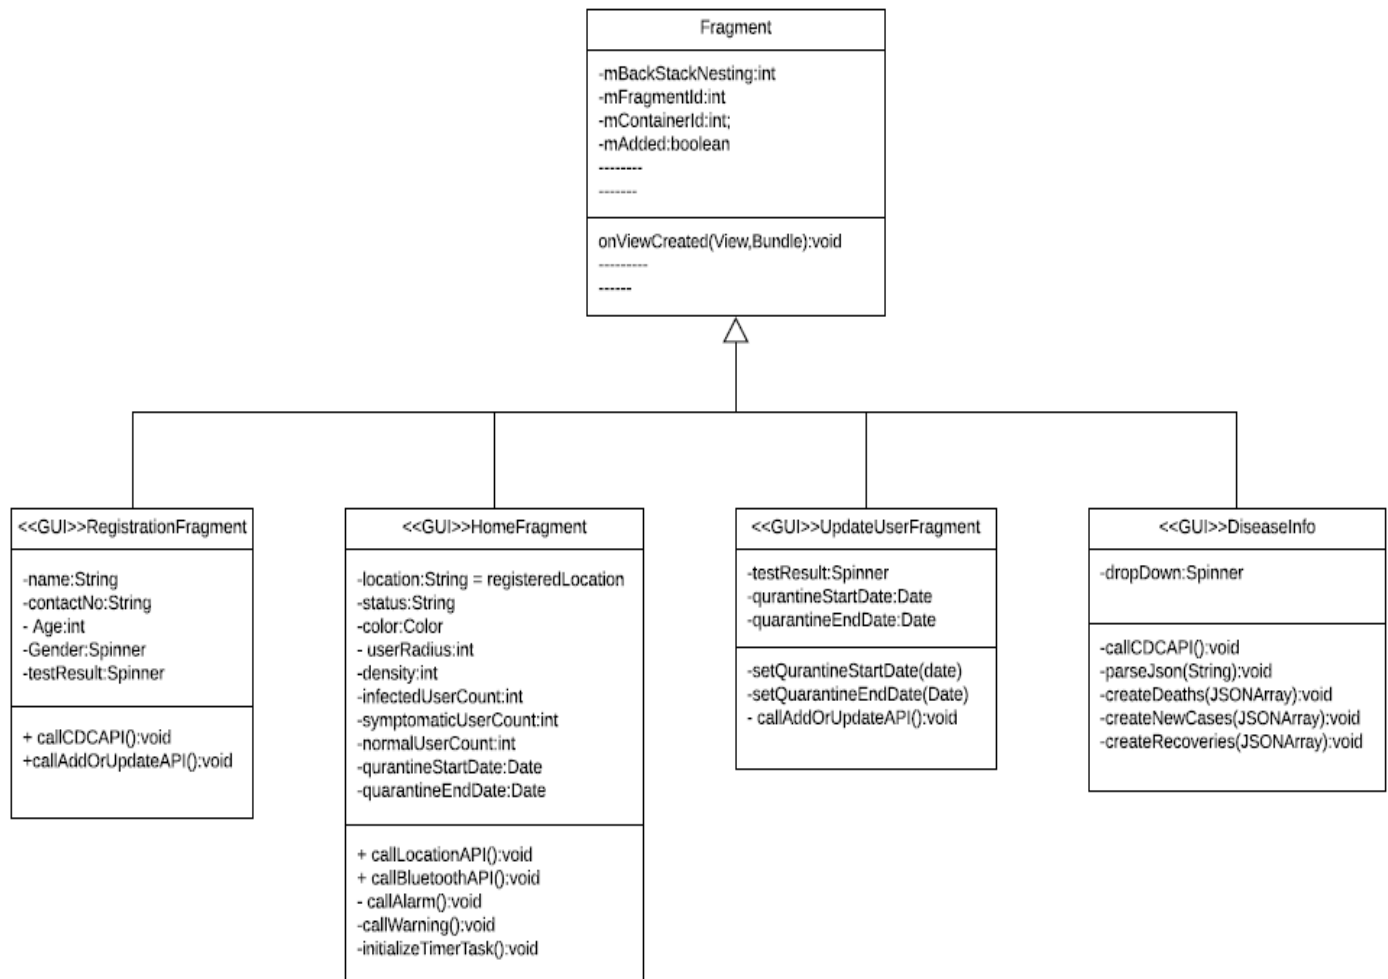 Fragment
-mBackStackNesting:int
-mFragmentId:int
-mContainerId:int;
-mAdded:boolean
--------
-------
onViewCreated(View,Bundle):void
---------
------
<<GUI>>RegistrationFragment
-name:String
-contactNo:String
- Age:int
-Gender:Spinner
-testResult:Spinner
+ callCDCAPI():void
+callAddOrUpdateAPI():void
<<GUI>>HomeFragment
-location:String = registeredLocation
-status:String
-color:Color
- userRadius:int
-density:int
-infectedUserCount:int
-symptomaticUserCount:int
-normalUserCount:int
-qurantineStartDate:Date
-quarantineEndDate:Date
+ callLocationAPI():void
+ callBluetoothAPI():void
- callAlarm():void
-callWarning():void
-initializeTimerTask():void
<<GUI>>UpdateUserFragment
-testResult:Spinner
-qurantineStartDate:Date
-quarantineEndDate:Date
-setQurantineStartDate(date)
-setQuarantineEndDate(Date)
- callAddOrUpdateAPI():void
<<GUI>>DiseaseInfo
-dropDown:Spinner
-callCDCAPI():void
-parseJson(String):void
-createDeaths(JSONArray):void
-createNewCases(JSONArray):void
-createRecoveries(JSONArray):void